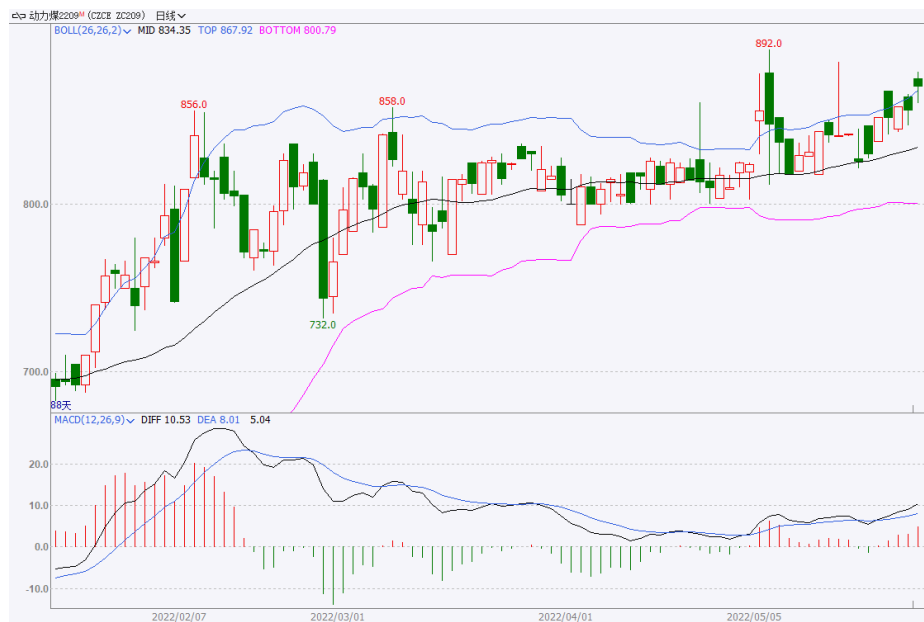 动力煤2209ᴹ (CZCE ZC209) 日线
BOLL(26,26,2) MID 834.35 TOP 867.92 BOTTOM 800.79
892.0
856.0
858.0
800.0
732.0
700.0
88天
MACD(12,26,9) DIFF 10.53 DEA 8.01 5.04
20.0
10.0
0.0
-10.0
2022/02/07 2022/03/01 2022/04/01 2022/05/05